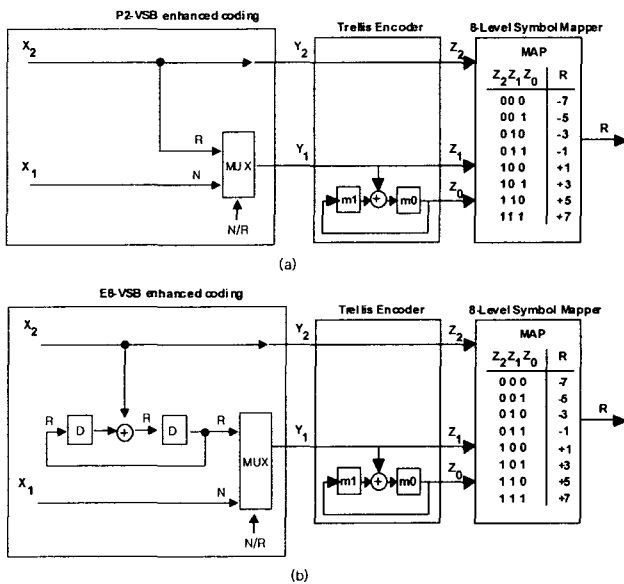 P2-VSB enhanced coding
Trellis Encoder
8-Level Symbol Mapper
X2
Y2
Z2
MAP
Z2Z1Z0 R
000 -7
001 -5
010 -3
011 -1
100 +1
101 +3
110 +5
111 +7
R
R
MUX
X1
N
Y1
Z1
N/R
m1
+
m0
Z0
(a)
E8-VSB enhanced coding
Trellis Encoder
8-Level Symbol Mapper
X2
Y2
Z2
MAP
Z2Z1Z0 R
000 -7
001 -5
010 -3
011 -1
100 +1
101 +3
110 +5
111 +7
R
R
D
+
R
D
R
MUX
Y1
Z1
X1
N
N/R
m1
+
m0
Z0
(b)